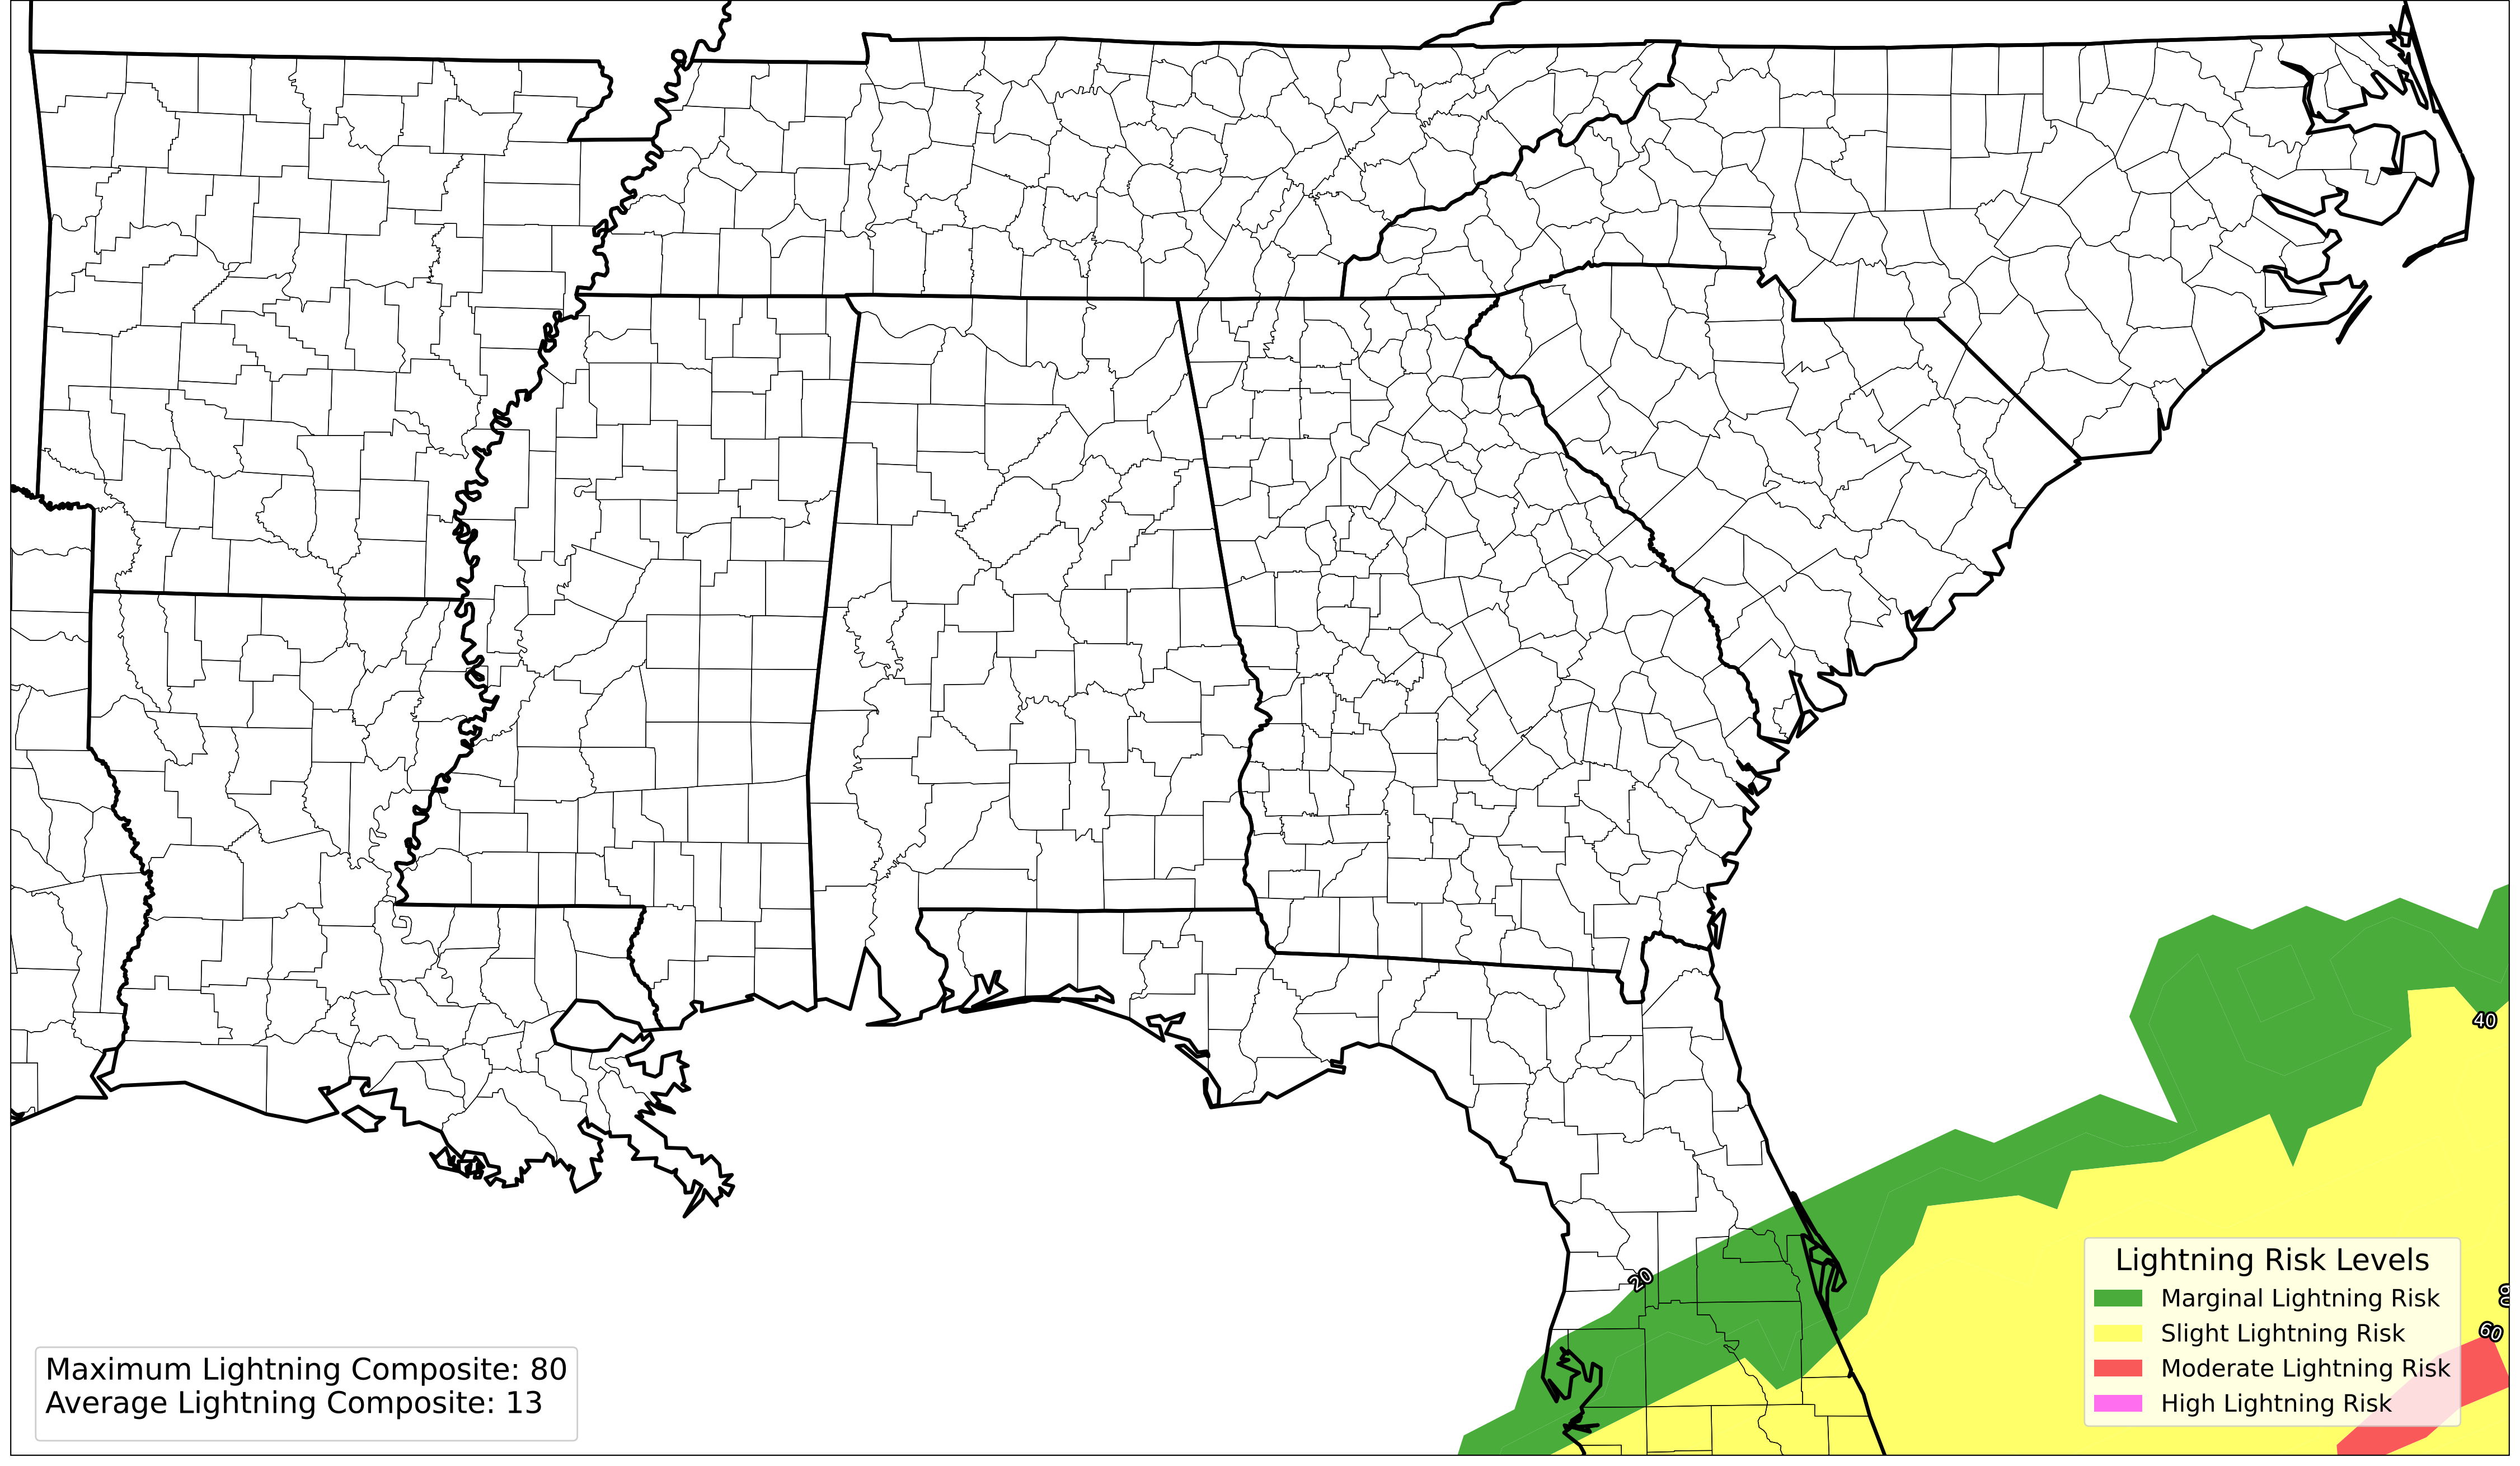 40
20
60
Lightning Risk Levels
Marginal Lightning Risk
Slight Lightning Risk
Moderate Lightning Risk
High Lightning Risk
Maximum Lightning Composite: 80
Average Lightning Composite: 13